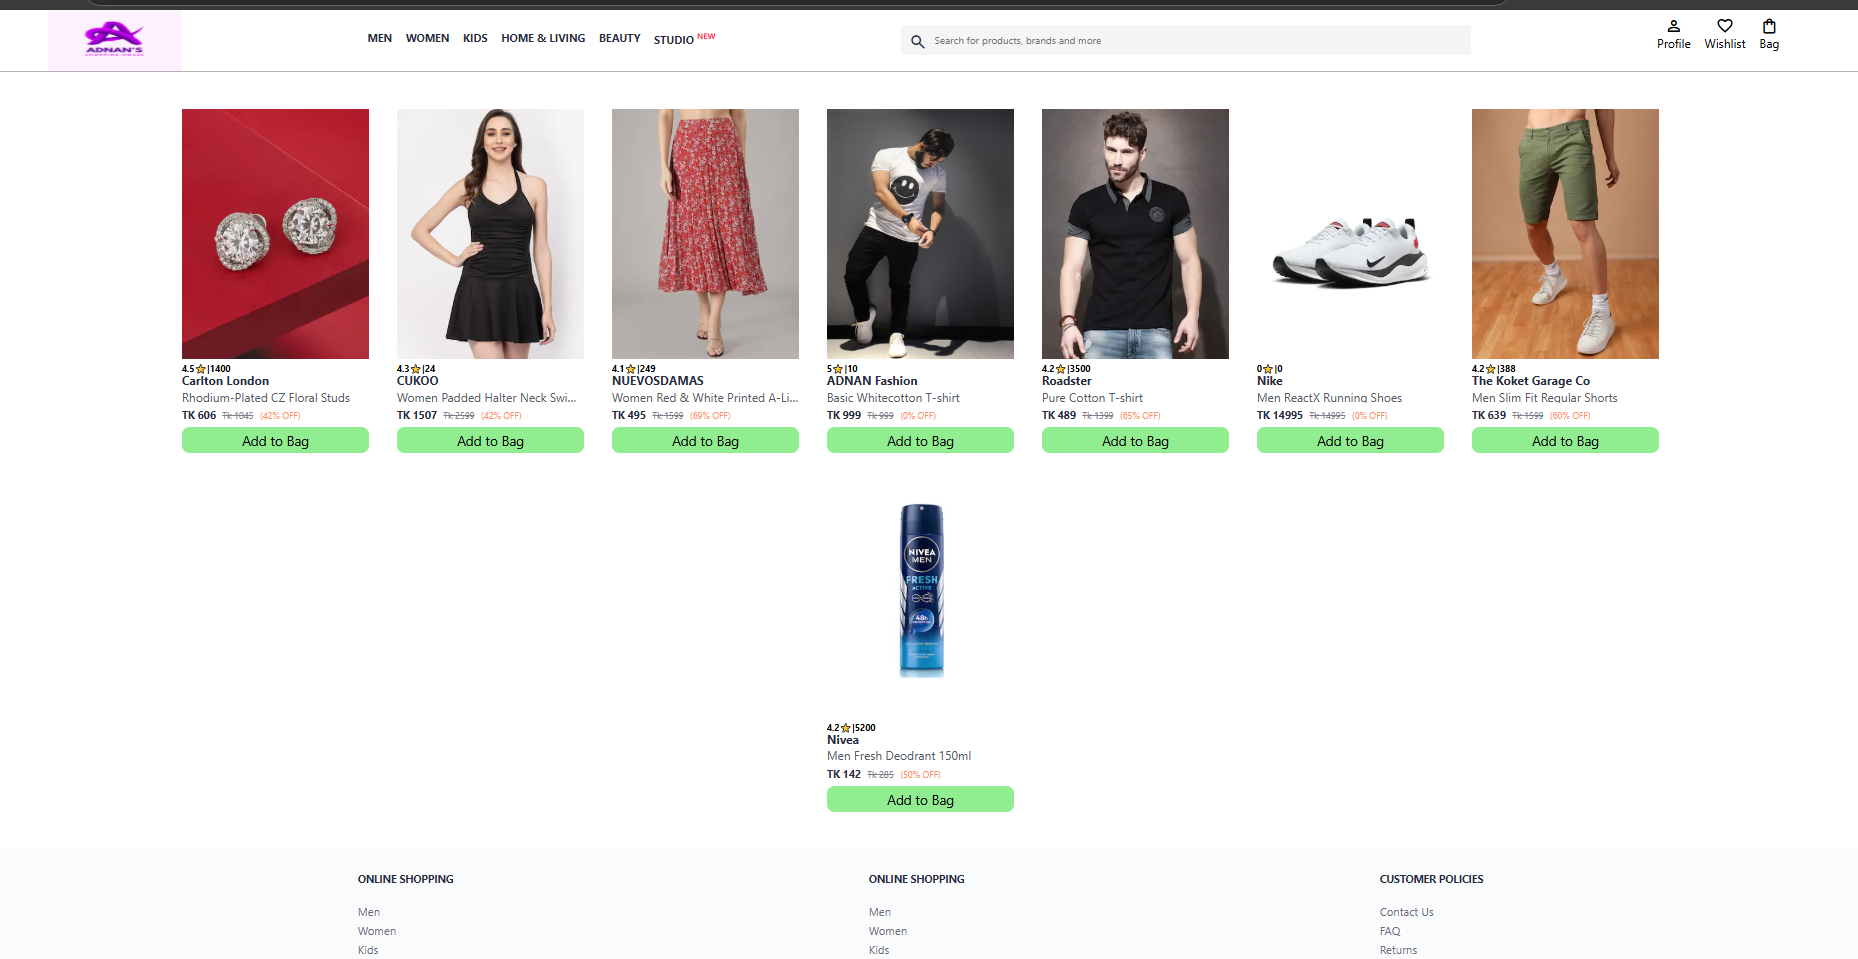 ADNAN'S
MEN WOMEN KIDS HOME & LIVING BEAUTY STUDIO NEW
Search for products, brands and more
Profile Wishlist Bag
4.5⭐|1400
Carlton London
Rhodium-Plated CZ Floral Studs
TK 606 Tk 1045 (42% OFF)
Add to Bag
4.3⭐|24
CUKOO
Women Padded Halter Neck Swi...
TK 1507 Tk 2599 (42% OFF)
Add to Bag
4.1⭐|249
NUEVOSDAMAS
Women Red & White Printed A-Li...
TK 495 Tk 1599 (69% OFF)
Add to Bag
5⭐|10
ADNAN Fashion
Basic Whitecotton T-shirt
TK 999 Tk 999 (0% OFF)
Add to Bag
4.2⭐|3500
Roadster
Pure Cotton T-shirt
TK 489 Tk 1399 (65% OFF)
Add to Bag
0⭐|0
Nike
Men ReactX Running Shoes
TK 14995 Tk 14995 (0% OFF)
Add to Bag
4.2⭐|388
The Koket Garage Co
Men Slim Fit Regular Shorts
TK 639 Tk 1599 (60% OFF)
Add to Bag
NIVEA
MEN
FRESH
ACTIVE
48h
4.2⭐|5200
Nivea
Men Fresh Deodrant 150ml
TK 142 Tk 285 (50% OFF)
Add to Bag
ONLINE SHOPPING
Men
Women
Kids
ONLINE SHOPPING
Men
Women
Kids
CUSTOMER POLICIES
Contact Us
FAQ
Returns